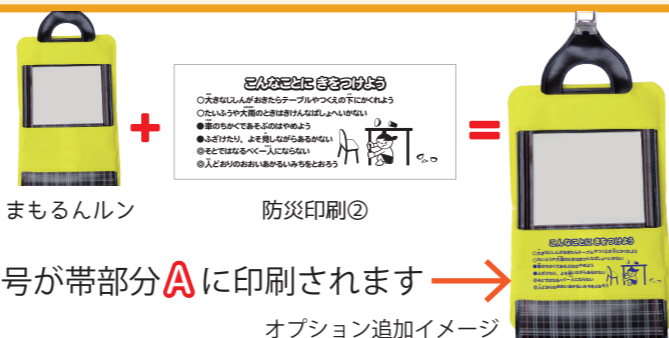 こんなことに きをつけよう
○大きなじしんがおきたらテーブルやつくえの下にかくれよう
○たいふうや大雨のときはきけんなばしょへいかない
●車のちかくであそぶのはやめよう
●ふざけたり、よそ見しながらあるかない
◎そとではなるべく一人にならない
◎人どおりのおおいあかるいみちをとおろう
+
=
まもるんルン
防災印刷②
こんなことに きをつけよう
号が帯部分Aに印刷されます
オプション追加イメージ